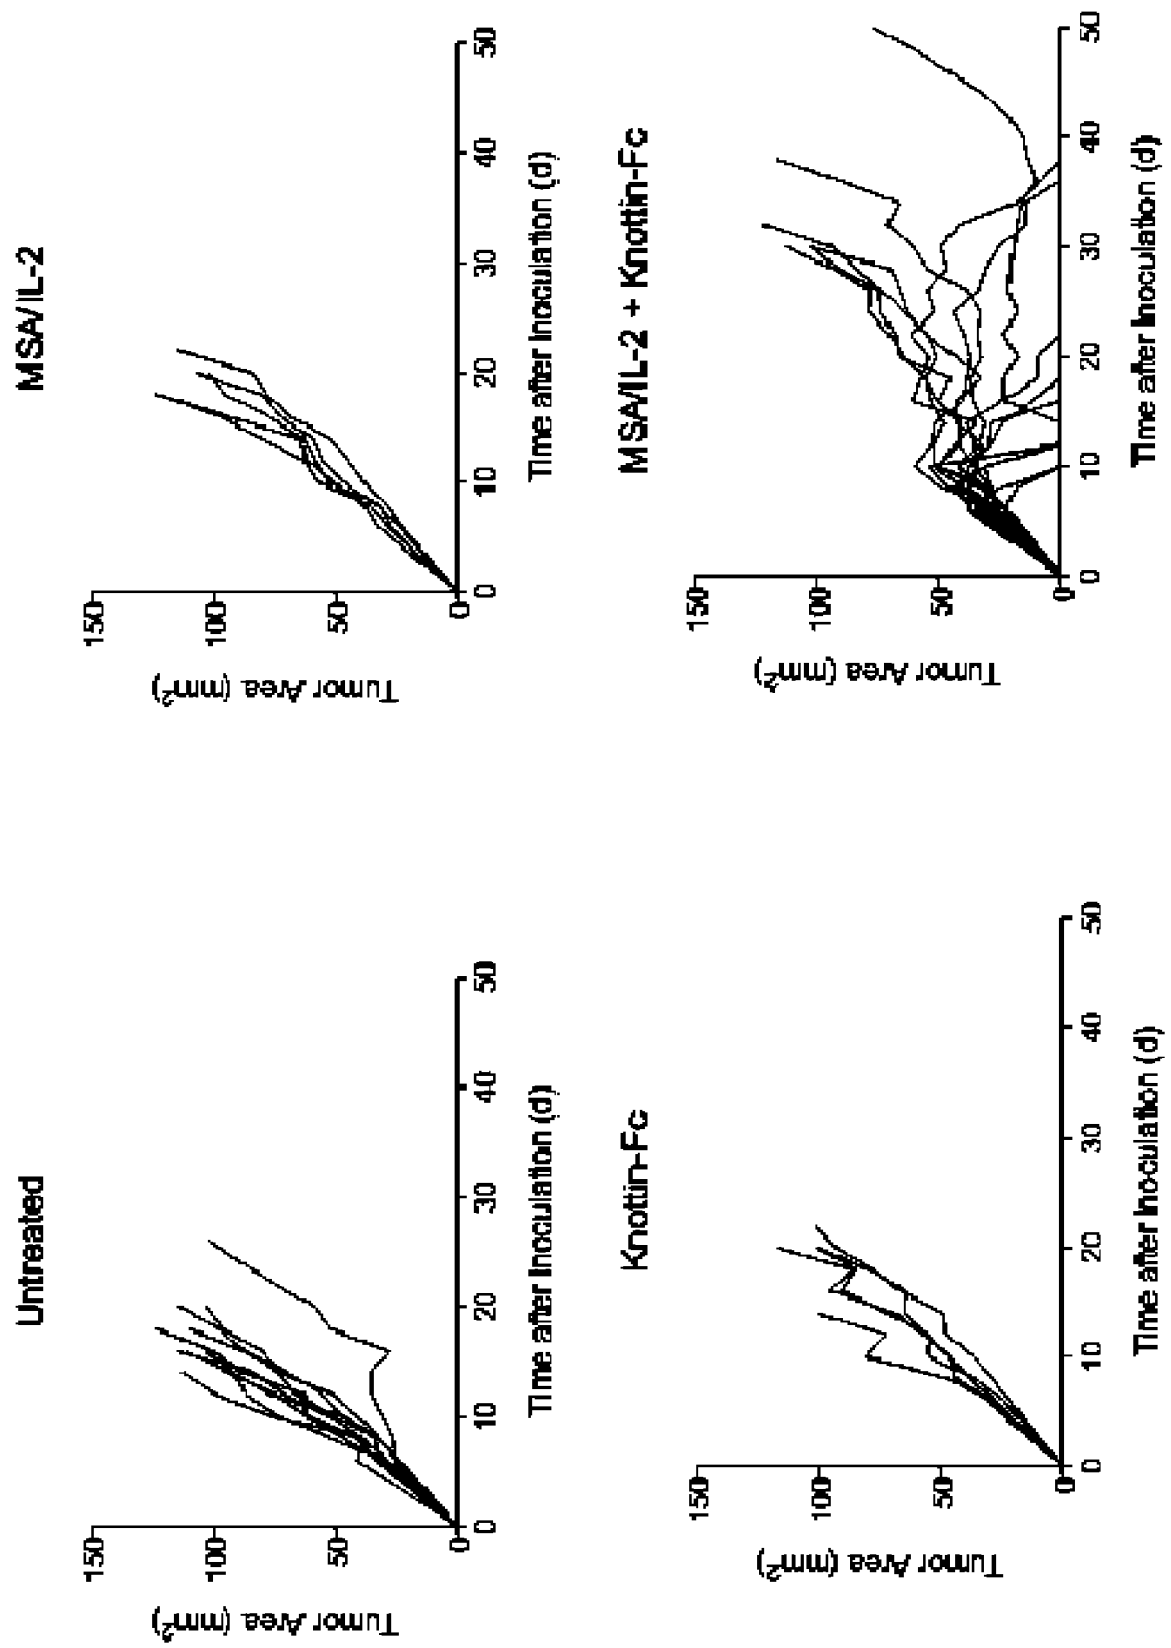 Untreated
Tumor Area (mm²)
150
100
50
0
0 10 20 30 40 50
Time after Inoculation (d)
MSA/IL-2
Tumor Area (mm²)
150
100
50
0
0 10 20 30 40 50
Time after Inoculation (d)
Knottin-Fc
Tumor Area (mm²)
150
100
50
0
0 10 20 30 40 50
Time after Inoculation (d)
MSA/IL-2 + Knottin-Fc
Tumor Area (mm²)
150
100
50
0
0 10 20 30 40 50
Time after Inoculation (d)